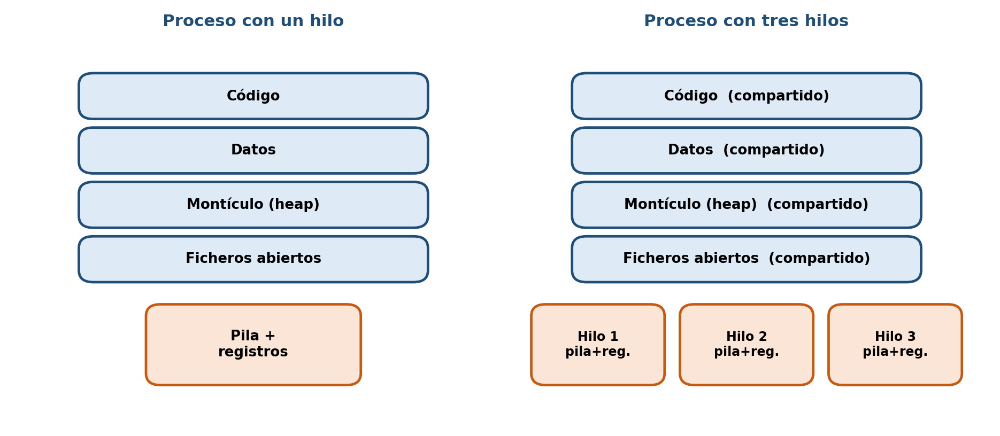 Proceso con un hilo
Código
Datos
Montículo (heap)
Ficheros abiertos
Pila +
registros
Proceso con tres hilos
Código  (compartido)
Datos  (compartido)
Montículo (heap)  (compartido)
Ficheros abiertos  (compartido)
Hilo 1
pila+reg.
Hilo 2
pila+reg.
Hilo 3
pila+reg.